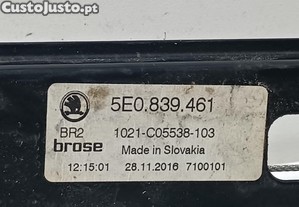 CustoJusto.pt
5E0.839.461
BR2 1021-C05538-103
brose Made in Slovakia
12:15:01 28.11.2016 7100101